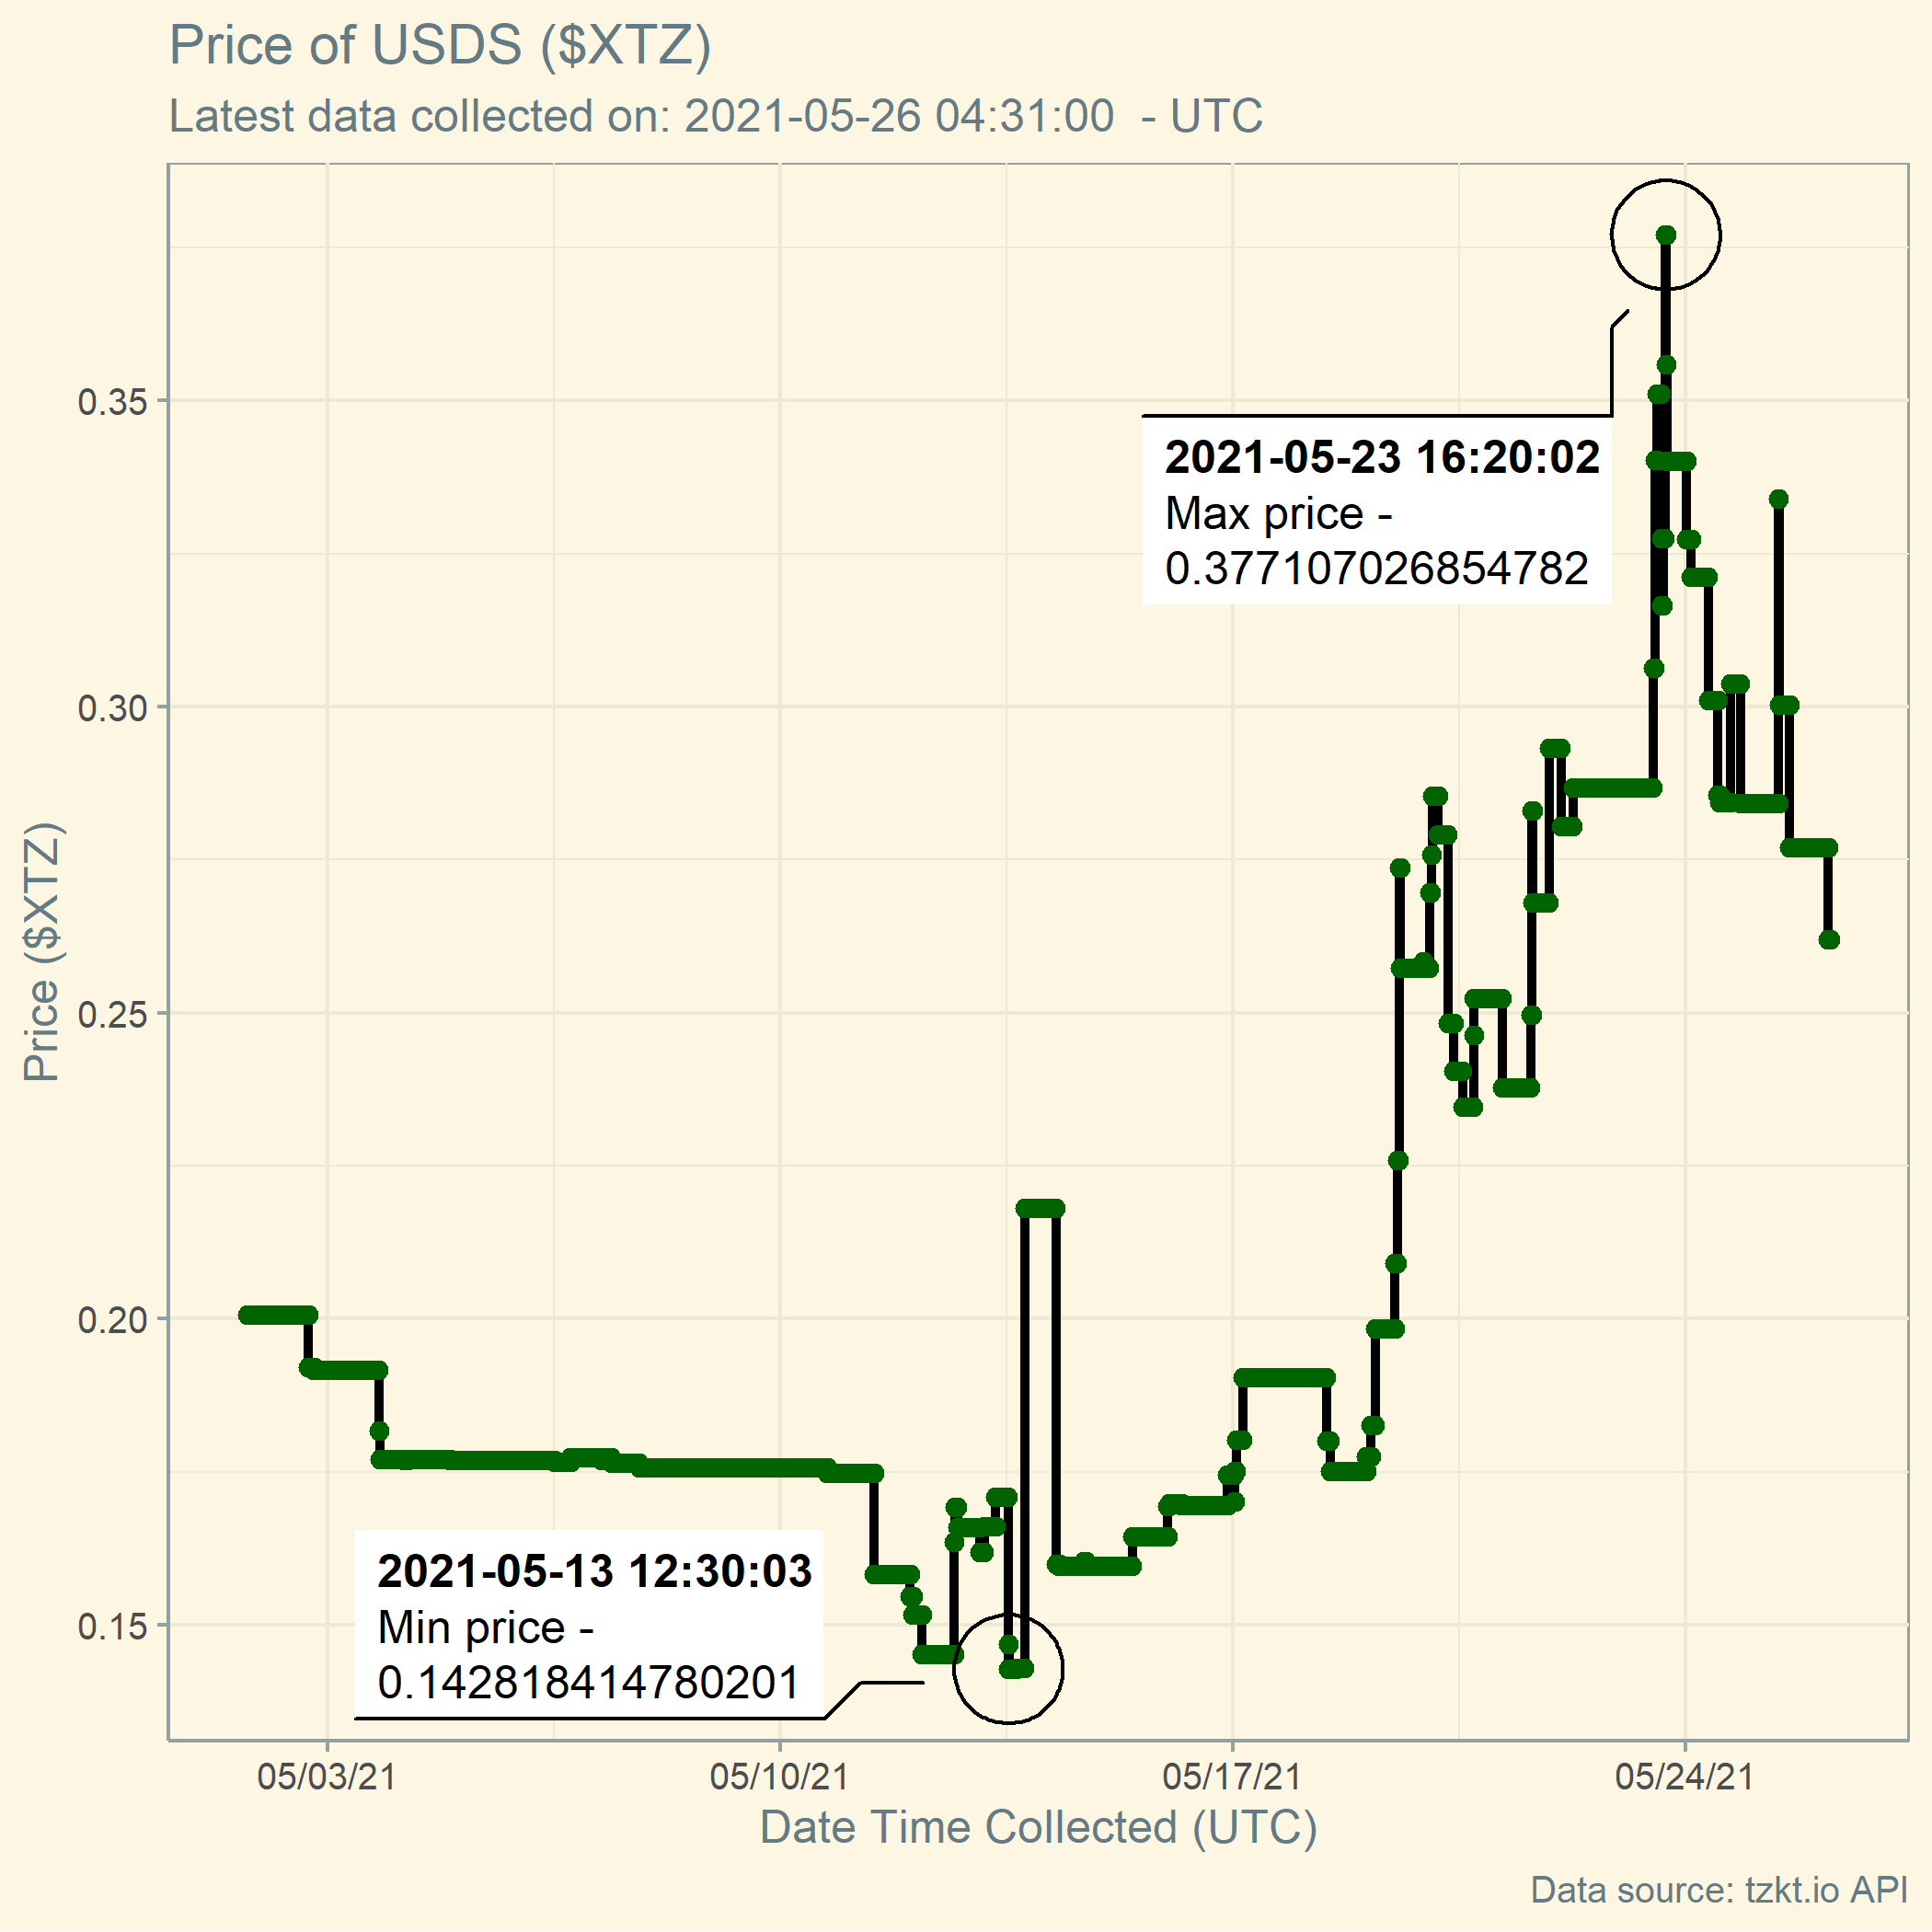 Price of USDS ($XTZ)
Latest data collected on: 2021-05-26 04:31:00  - UTC
Price ($XTZ)
0.35
0.30
0.25
0.20
0.15
2021-05-23 16:20:02
Max price -
0.377107026854782
2021-05-13 12:30:03
Min price -
0.142818414780201
05/03/21
05/10/21
05/17/21
05/24/21
Date Time Collected (UTC)
Data source: tzkt.io API